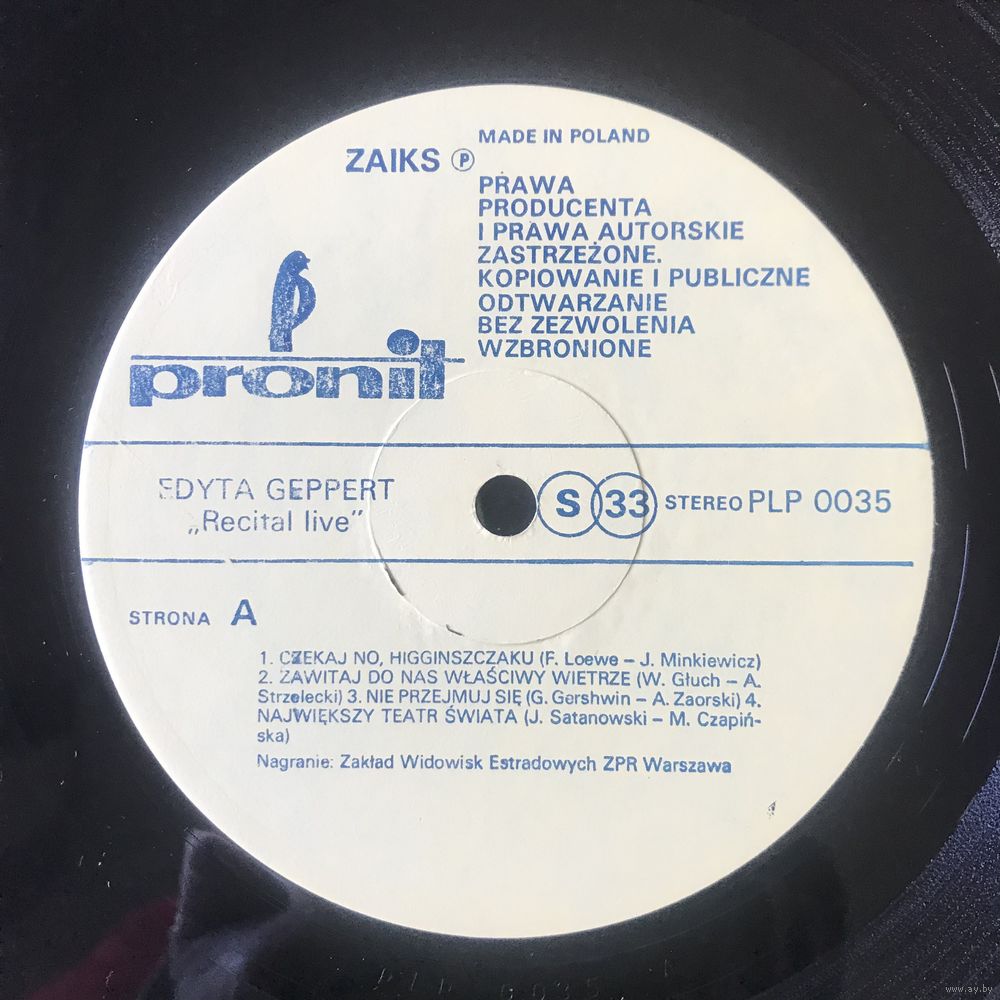 MADE IN POLAND
ZAIKS Ⓟ
PRAWA
PRODUCENTA
I PRAWA AUTORSKIE
ZASTRZEŻONE.
KOPIOWANIE I PUBLICZNE
ODTWARZANIE
BEZ ZEZWOLENIA
WZBRONIONE
pronit
EDYTA GEPPERT
„Recital live”
S 33 STEREO PLP 0035
STRONA A
1. CZEKAJ NO, HIGGINSZCZAKU (F. Loewe – J. Minkiewicz)
2. ZAWITAJ DO NAS WŁAŚCIWY WIETRZE (W. Głuch – A.
Strzelecki) 3. NIE PRZEJMUJ SIĘ (G. Gershwin – A. Zaorski) 4.
NAJWIĘKSZY TEATR ŚWIATA (J. Satanowski – M. Czapiń-
ska)
Nagranie: Zakład Widowisk Estradowych ZPR Warszawa
www.ay.by